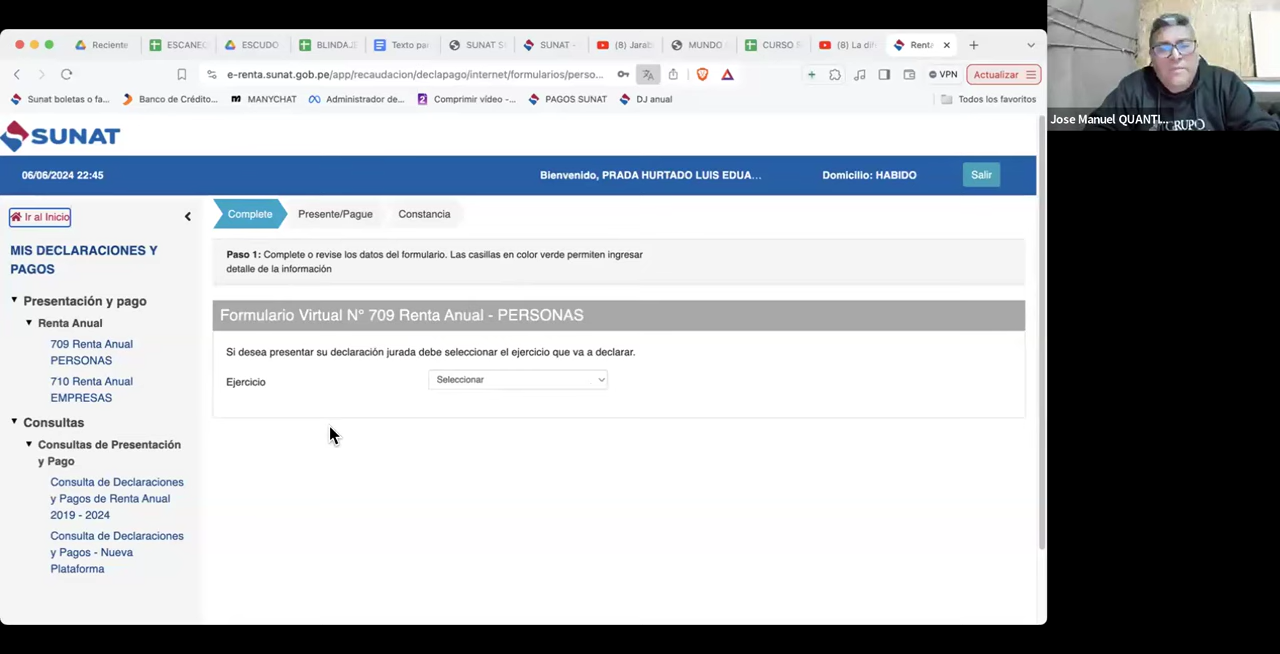 Reciente
ESCANEC
ESCUDO
BLINDAJE
Texto par
SUNAT S
SUNAT -
(8) Jarab
MUNDO
CURSO
(8) La dif
Renta
e-renta.sunat.gob.pe/app/recaudacion/declapago/internet/formularios/perso...
VPN
Actualizar
Sunat boletas o fa...
Banco de Crédito...
MANYCHAT
Administrador de...
Comprimir vídeo -...
PAGOS SUNAT
DJ anual
Todos los favoritos
Jose Manuel QUANTI...
GRUPO
SUNAT
06/06/2024 22:45
Bienvenido, PRADA HURTADO LUIS EDUA...
Domicilio: HABIDO
Salir
Ir al Inicio
Complete
Presente/Pague
Constancia
MIS DECLARACIONES Y
PAGOS
Paso 1: Complete o revise los datos del formulario. Las casillas en color verde permiten ingresar
detalle de la información
Presentación y pago
Renta Anual
709 Renta Anual
PERSONAS
710 Renta Anual
EMPRESAS
Consultas
Consultas de Presentación
y Pago
Consulta de Declaraciones
y Pagos de Renta Anual
2019 - 2024
Consulta de Declaraciones
y Pagos - Nueva
Plataforma
Formulario Virtual N° 709 Renta Anual - PERSONAS
Si desea presentar su declaración jurada debe seleccionar el ejercicio que va a declarar.
Ejercicio
Seleccionar